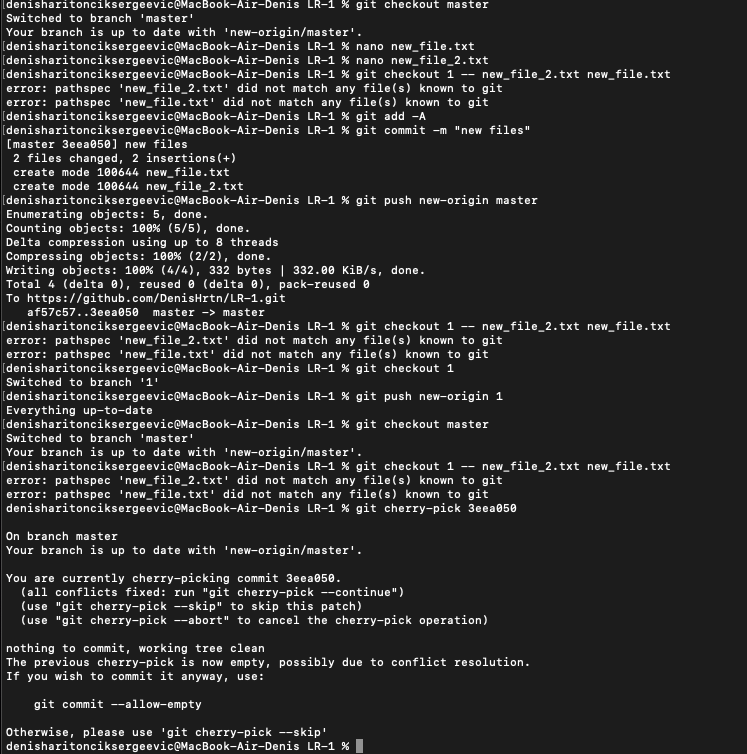 [denisharitonciksergeevic@MacBook-Air-Denis LR-1 % git checkout master
Switched to branch 'master'
Your branch is up to date with 'new-origin/master'.
[denisharitonciksergeevic@MacBook-Air-Denis LR-1 % nano new_file.txt
[denisharitonciksergeevic@MacBook-Air-Denis LR-1 % nano new_file_2.txt
[denisharitonciksergeevic@MacBook-Air-Denis LR-1 % git checkout 1 -- new_file_2.txt new_file.txt
error: pathspec 'new_file_2.txt' did not match any file(s) known to git
error: pathspec 'new_file.txt' did not match any file(s) known to git
[denisharitonciksergeevic@MacBook-Air-Denis LR-1 % git add -A
[denisharitonciksergeevic@MacBook-Air-Denis LR-1 % git commit -m "new files"
[master 3eea050] new files
 2 files changed, 2 insertions(+)
 create mode 100644 new_file.txt
 create mode 100644 new_file_2.txt
[denisharitonciksergeevic@MacBook-Air-Denis LR-1 % git push new-origin master
Enumerating objects: 5, done.
Counting objects: 100% (5/5), done.
Delta compression using up to 8 threads
Compressing objects: 100% (2/2), done.
Writing objects: 100% (4/4), 332 bytes | 332.00 KiB/s, done.
Total 4 (delta 0), reused 0 (delta 0), pack-reused 0
To https://github.com/DenisHrtn/LR-1.git
   af57c57..3eea050  master -> master
[denisharitonciksergeevic@MacBook-Air-Denis LR-1 % git checkout 1 -- new_file_2.txt new_file.txt
error: pathspec 'new_file_2.txt' did not match any file(s) known to git
error: pathspec 'new_file.txt' did not match any file(s) known to git
[denisharitonciksergeevic@MacBook-Air-Denis LR-1 % git checkout 1
Switched to branch '1'
[denisharitonciksergeevic@MacBook-Air-Denis LR-1 % git push new-origin 1
Everything up-to-date
[denisharitonciksergeevic@MacBook-Air-Denis LR-1 % git checkout master
Switched to branch 'master'
Your branch is up to date with 'new-origin/master'.
[denisharitonciksergeevic@MacBook-Air-Denis LR-1 % git checkout 1 -- new_file_2.txt new_file.txt
error: pathspec 'new_file_2.txt' did not match any file(s) known to git
error: pathspec 'new_file.txt' did not match any file(s) known to git
denisharitonciksergeevic@MacBook-Air-Denis LR-1 % git cherry-pick 3eea050
On branch master
Your branch is up to date with 'new-origin/master'.
You are currently cherry-picking commit 3eea050.
  (all conflicts fixed: run "git cherry-pick --continue")
  (use "git cherry-pick --skip" to skip this patch)
  (use "git cherry-pick --abort" to cancel the cherry-pick operation)
nothing to commit, working tree clean
The previous cherry-pick is now empty, possibly due to conflict resolution.
If you wish to commit it anyway, use:
    git commit --allow-empty
Otherwise, please use 'git cherry-pick --skip'
denisharitonciksergeevic@MacBook-Air-Denis LR-1 %